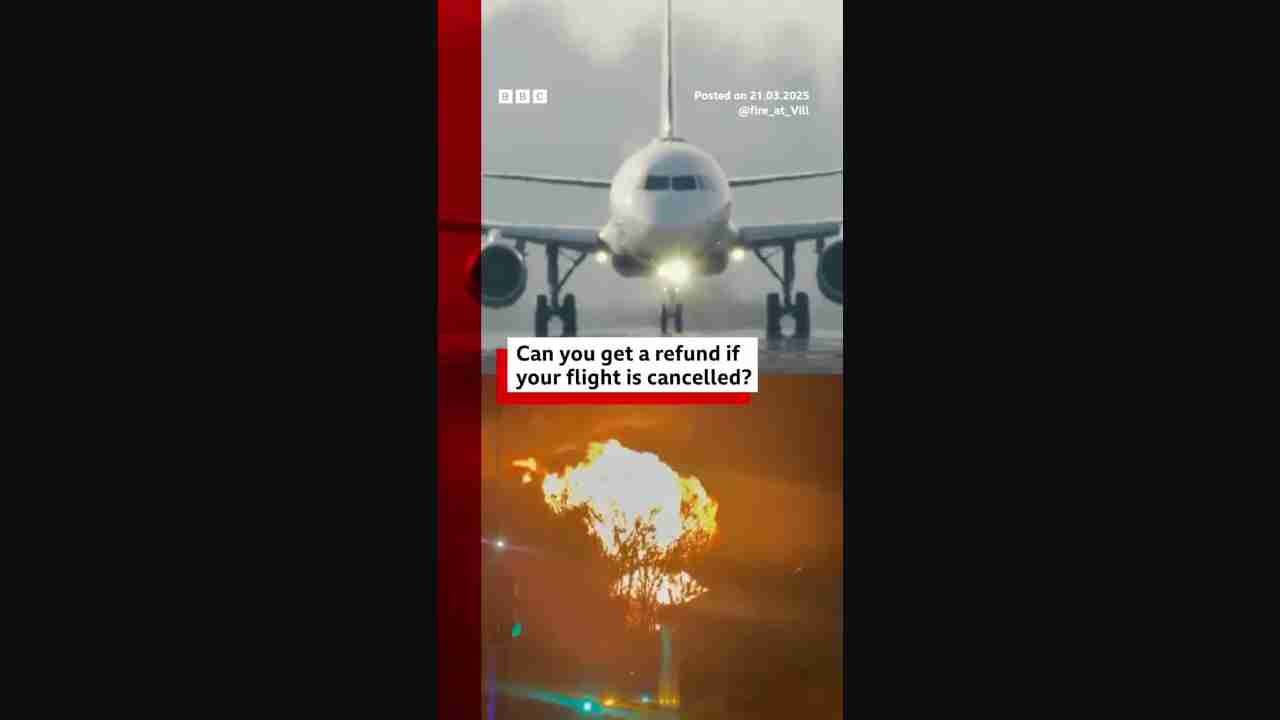 BBC
Posted on 21.03.2025
@fire_at_Vill
Can you get a refund if
your flight is cancelled?